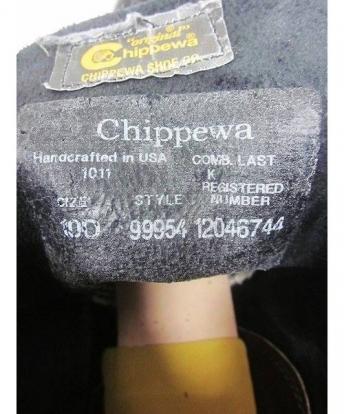 "original"
Chippewa
CHIPPEWA SHOE CO.
Chippewa
Handcrafted in USA COMB. LAST
1011 K
REGISTERED
SIZE STYLE NUMBER
10D 99954 12046744